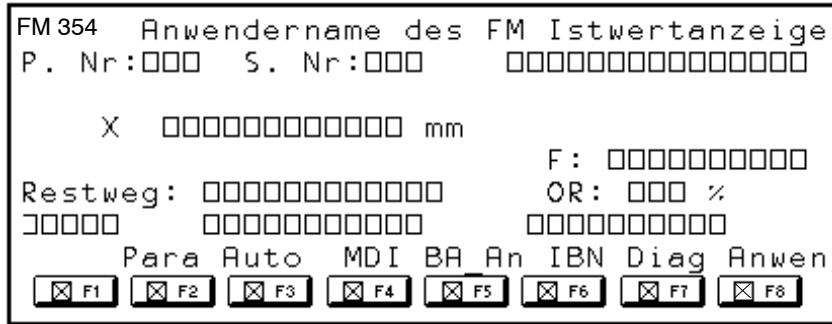 FM 354 Anwendername des FM Istwertanzeige
P. Nr:□□□ S. Nr:□□□ □□□□□□□□□□□□□□□
X □□□□□□□□□□□□ mm
F: □□□□□□□□□□
Restweg: □□□□□□□□□□□□ OR: □□□ %
□□□□□ □□□□□□□□□□□ □□□□□□□□□□
Para Auto MDI BA_An IBN Diag Anwen
F1 F2 F3 F4 F5 F6 F7 F8